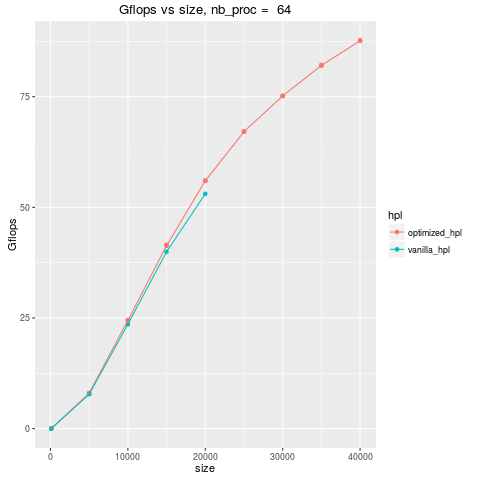 Gflops vs size, nb_proc =  64
Gflops
75
50
25
0
0 10000 20000 30000 40000
size
hpl
optimized_hpl
vanilla_hpl